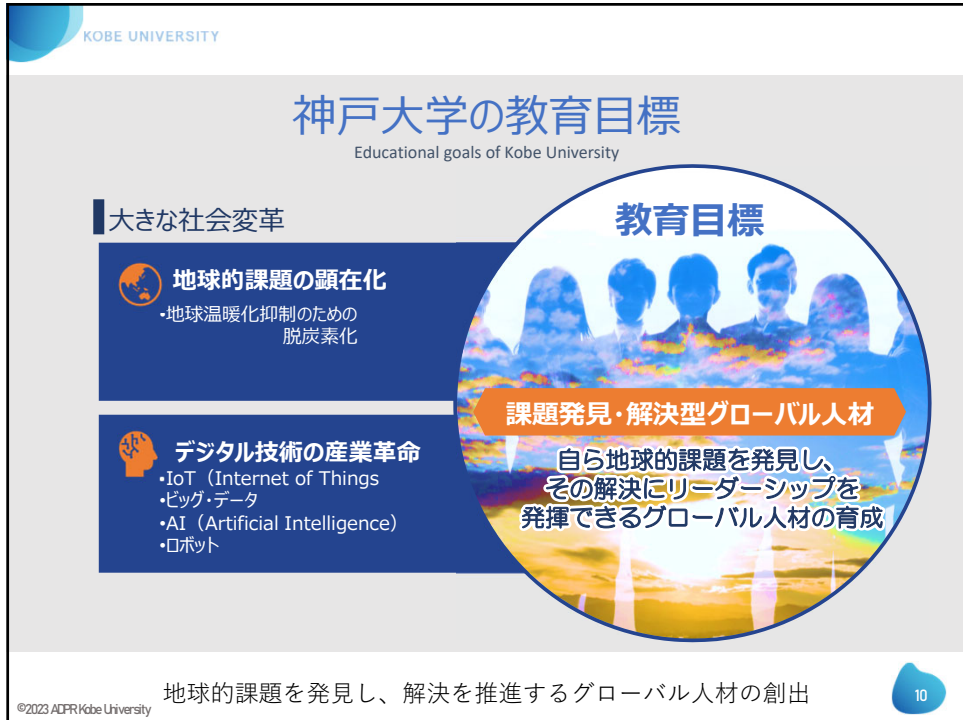 KOBE UNIVERSITY
神戸大学の教育目標
Educational goals of Kobe University
大きな社会変革
地球的課題の顕在化
・地球温暖化抑制のための
脱炭素化
デジタル技術の産業革命
•IoT（Internet of Things
•ビッグ・データ
•AI（Artificial Intelligence）
•ロボット
教育目標
課題発見・解決型グローバル人材
自ら地球的課題を発見し、
その解決にリーダーシップを
発揮できるグローバル人材の育成
地球的課題を発見し、解決を推進するグローバル人材の創出
©2023 ADPR Kobe University
10